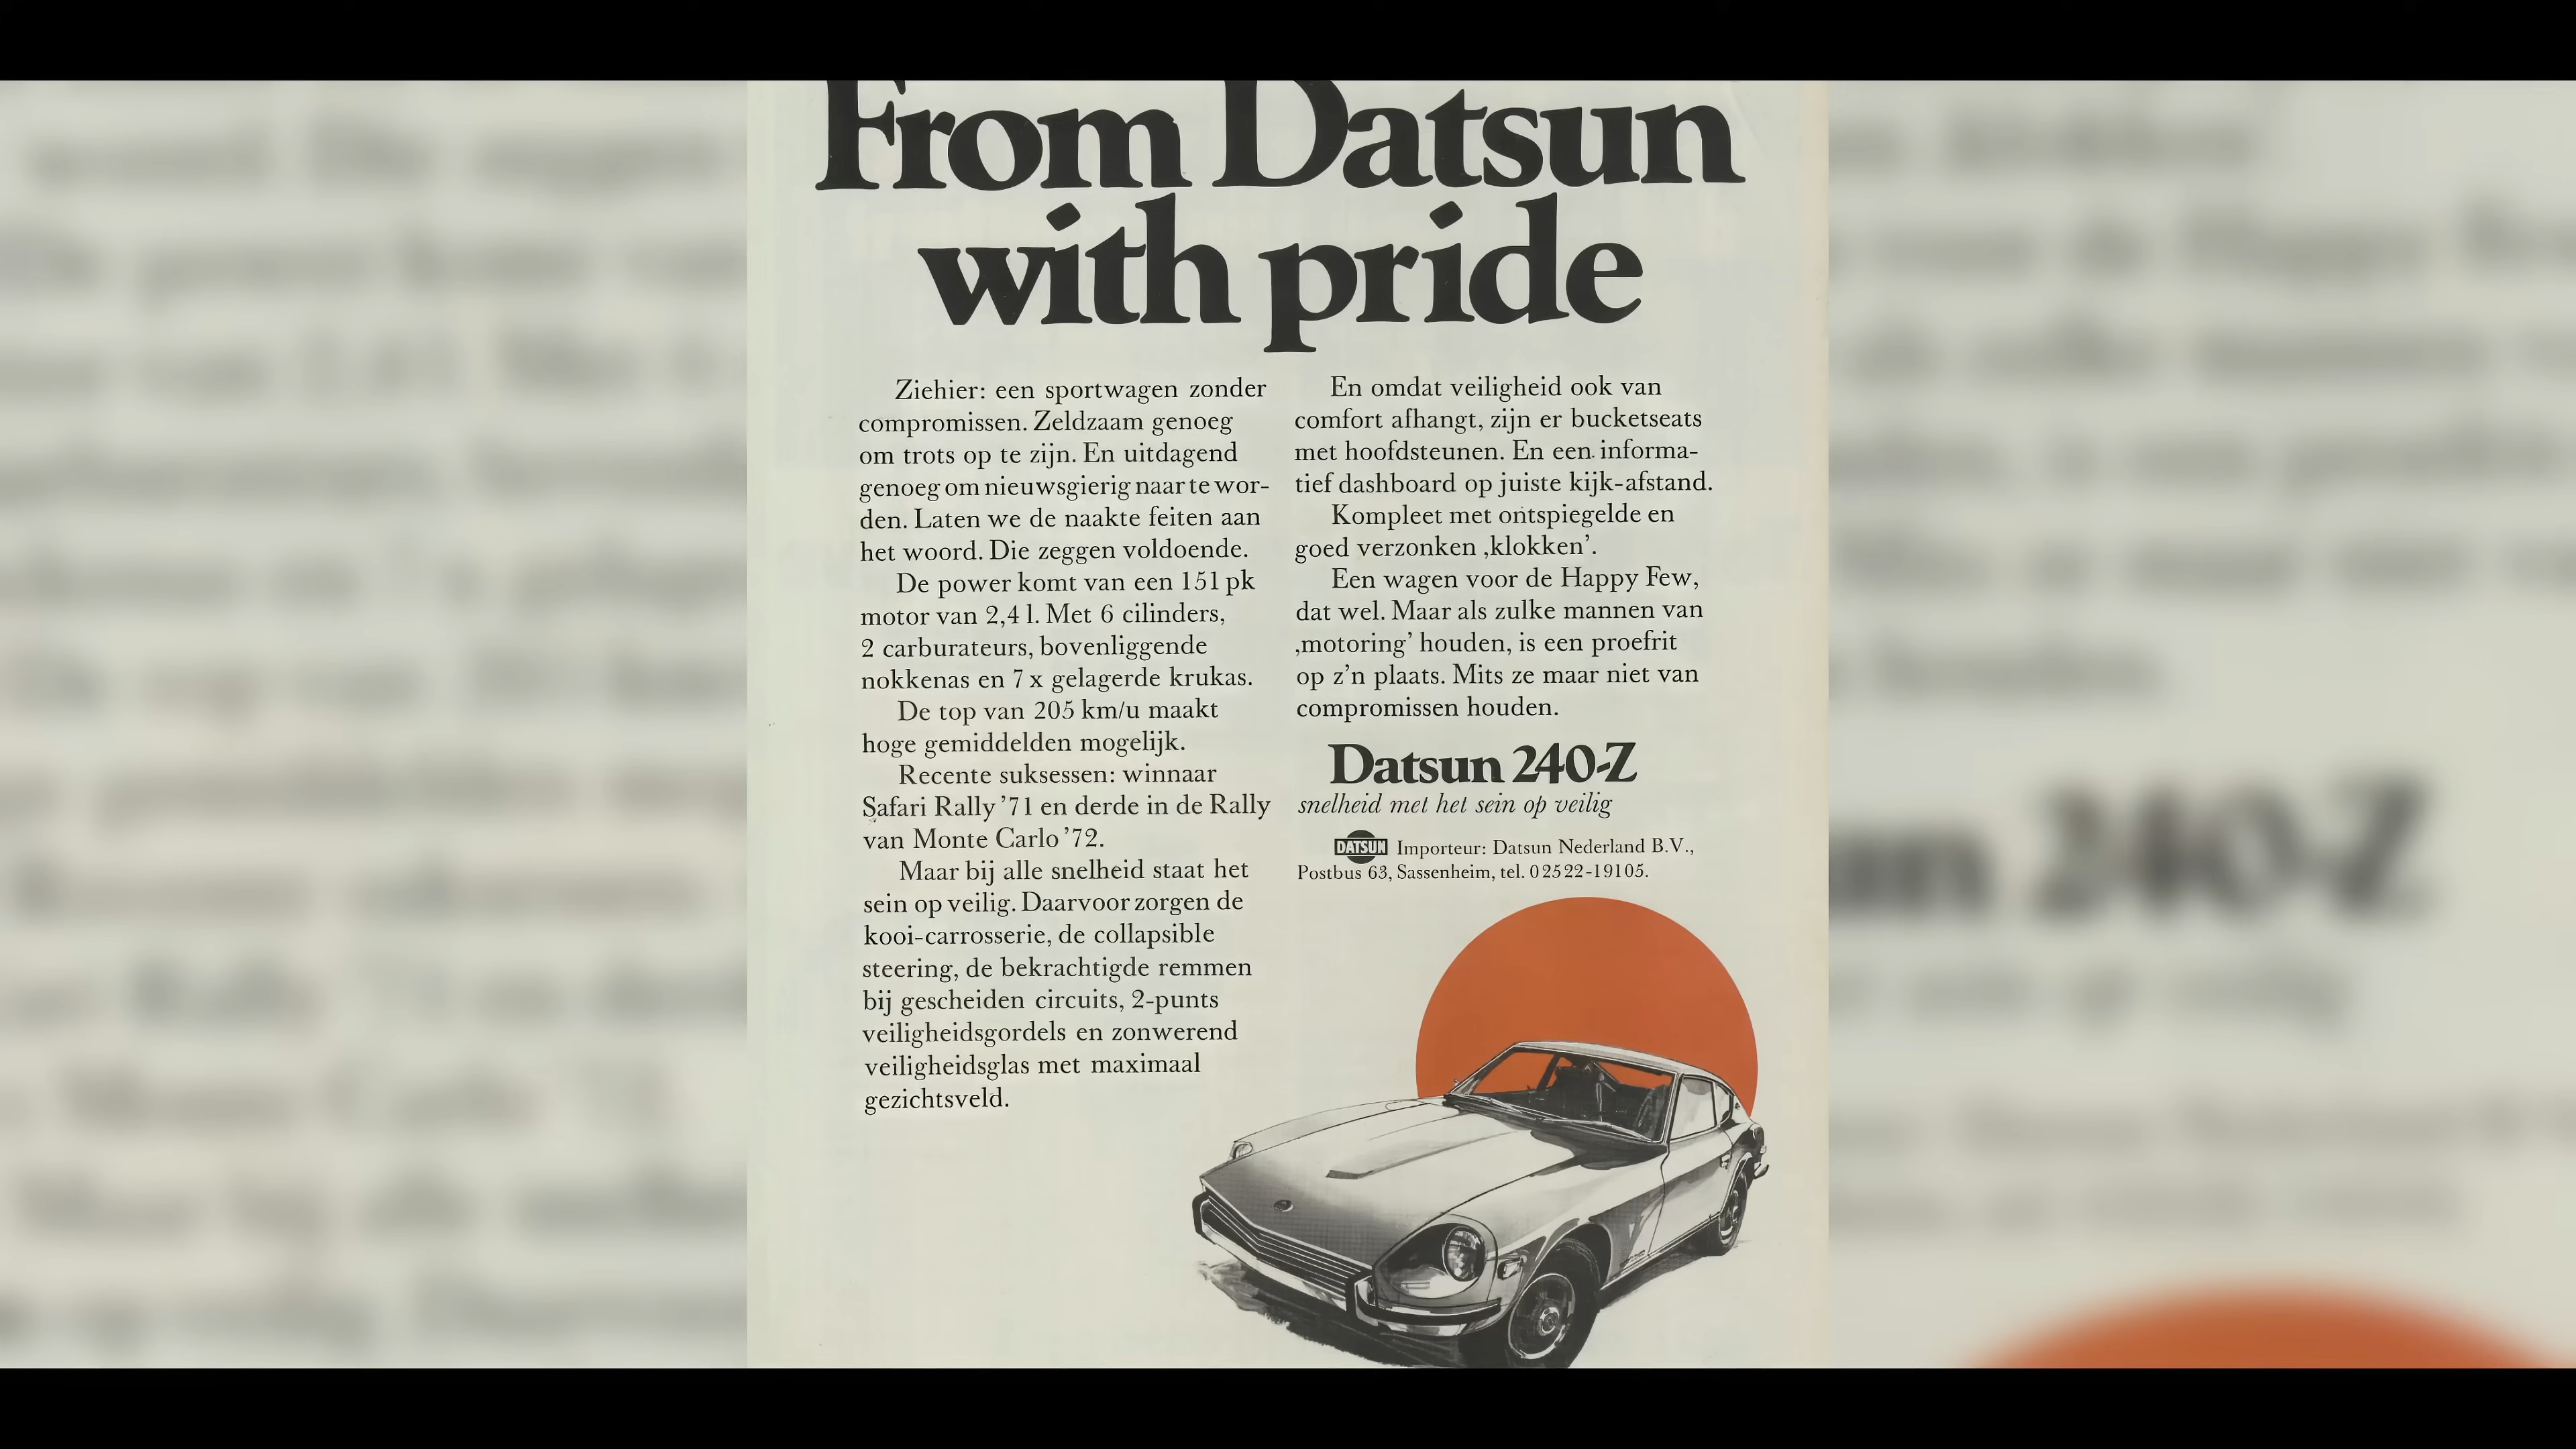 From Datsun
with pride
Ziehier: een sportwagen zonder
compromissen. Zeldzaam genoeg
om trots op te zijn. En uitdagend
genoeg om nieuwsgierig naar te wor-
den. Laten we de naakte feiten aan
het woord. Die zeggen voldoende.
De power komt van een 151 pk
motor van 2,4 l. Met 6 cilinders,
2 carburateurs, bovenliggende
nokkenas en 7 x gelagerde krukas.
De top van 205 km/u maakt
hoge gemiddelden mogelijk.
Recente suksessen: winnaar
Safari Rally '71 en derde in de Rally
van Monte Carlo '72.
Maar bij alle snelheid staat het
sein op veilig. Daarvoor zorgen de
kooi-carrosserie, de collapsible
steering, de bekrachtigde remmen
bij gescheiden circuits, 2-punts
veiligheidsgordels en zonwerend
veiligheidsglas met maximaal
gezichtsveld.
En omdat veiligheid ook van
comfort afhangt, zijn er bucketseats
met hoofdsteunen. En een informa-
tief dashboard op juiste kijk-afstand.
Kompleet met ontspiegelde en
goed verzonken ,klokken'.
Een wagen voor de Happy Few,
dat wel. Maar als zulke mannen van
,motoring' houden, is een proefrit
op z'n plaats. Mits ze maar niet van
compromissen houden.
Datsun 240-Z
snelheid met het sein op veilig
DATSUN Importeur: Datsun Nederland B.V.,
Postbus 63, Sassenheim, tel. 02522-19105.